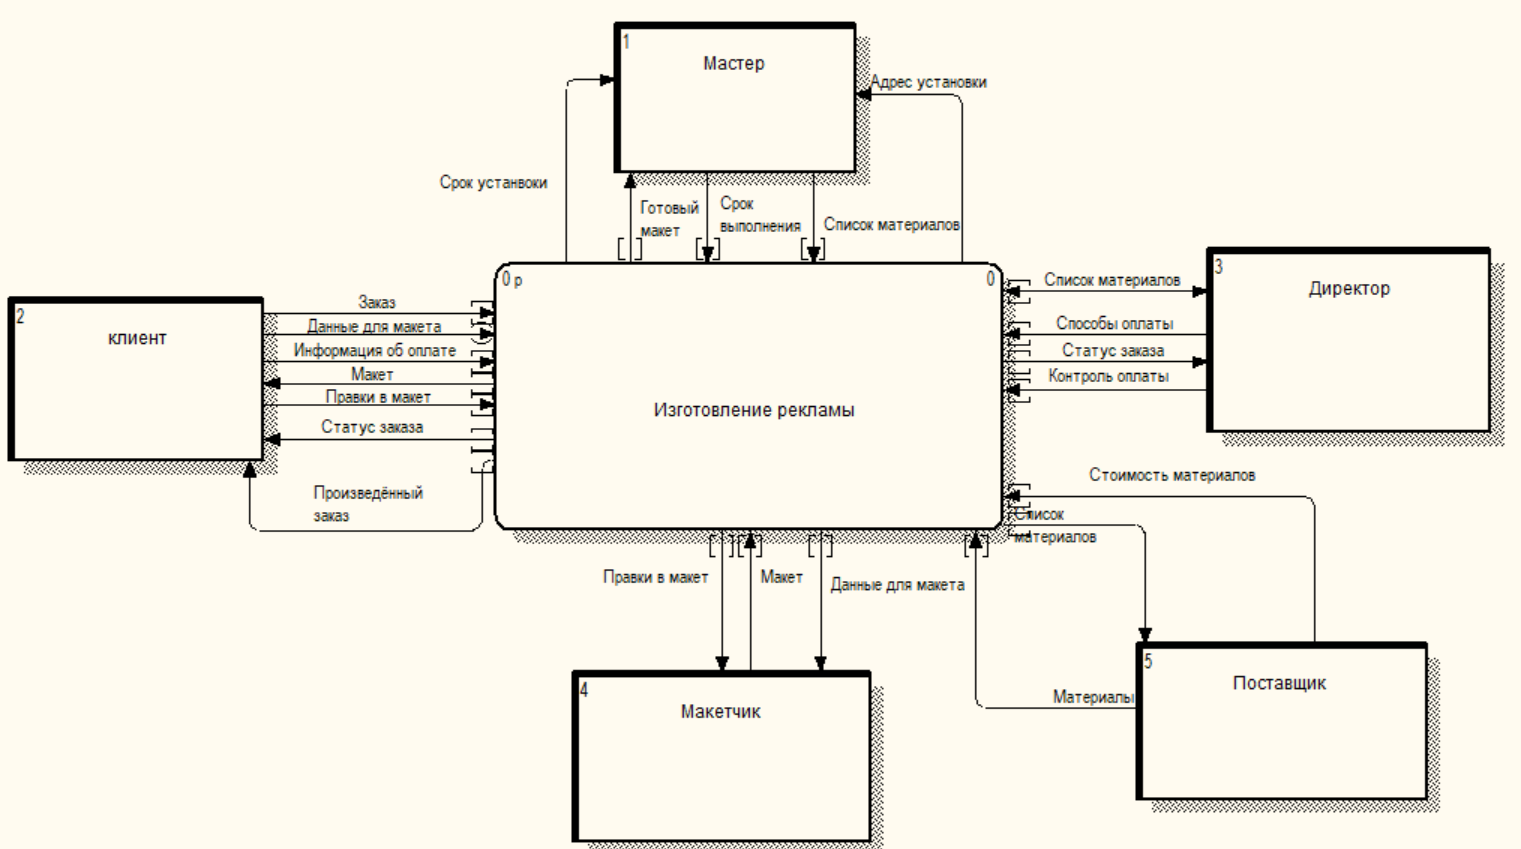 1
Мастер
Адрес установки
Срок устанвоки
Готовый
макет
Срок
выполнения
Список материалов
0 р
0
Изготовление рекламы
2
клиент
Заказ
Данные для макета
Информация об оплате
Макет
Правки в макет
Статус заказа
Произведённый
заказ
3
Директор
Список материалов
Способы оплаты
Статус заказа
Контроль оплаты
Стоимость материалов
Список
материалов
Правки в макет
Макет
Данные для макета
4
Макетчик
Материалы
5
Поставщик